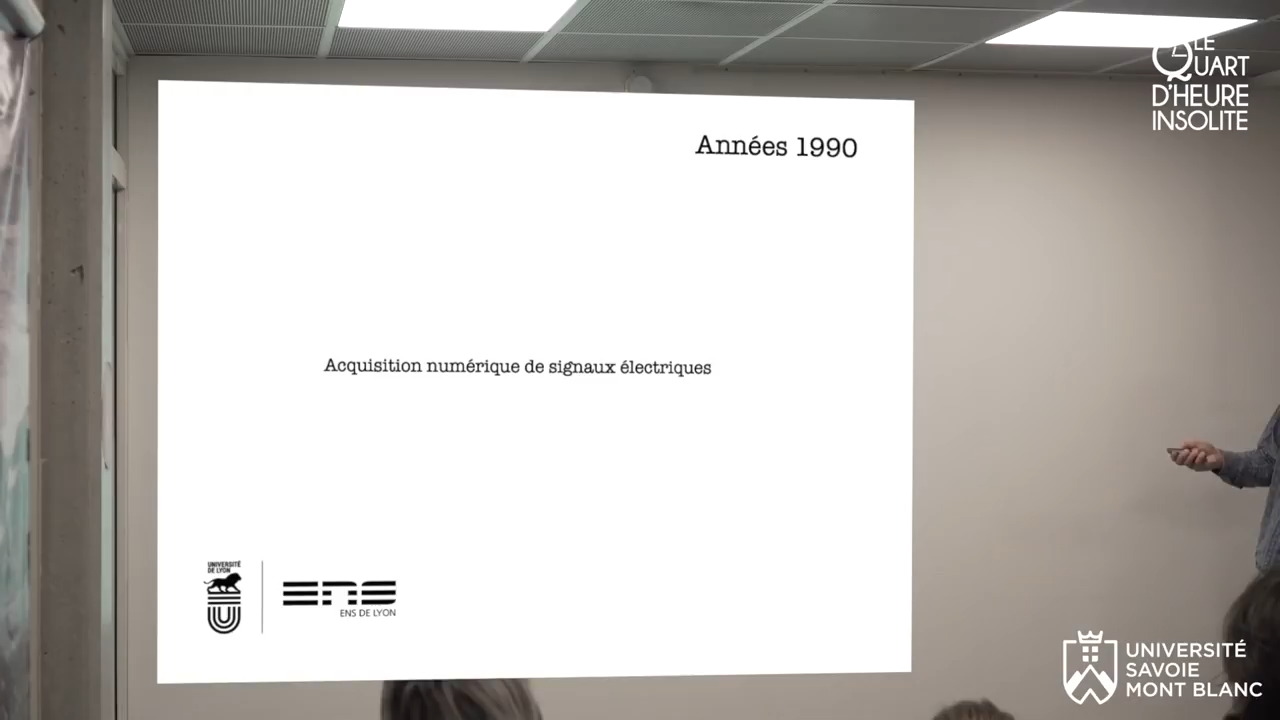 LE
QUART
D'HEURE
INSOLITE
Années 1990
Acquisition numérique de signaux électriques
UNIVERSITÉ
DE LYON
ENS
ENS DE LYON
UNIVERSITÉ
SAVOIE
MONT BLANC